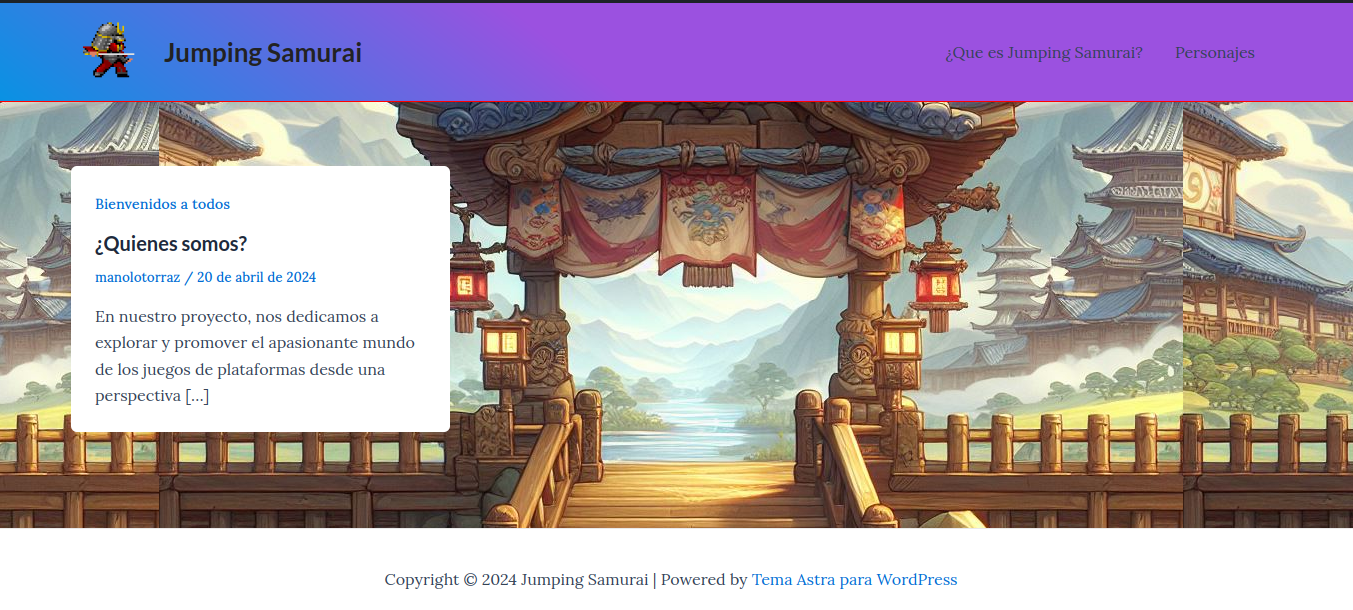 Jumping Samurai
¿Que es Jumping Samurai? Personajes
Bienvenidos a todos
¿Quienes somos?
manolotorraz / 20 de abril de 2024
En nuestro proyecto, nos dedicamos a
explorar y promover el apasionante mundo
de los juegos de plataformas desde una
perspectiva […]
Copyright © 2024 Jumping Samurai | Powered by Tema Astra para WordPress